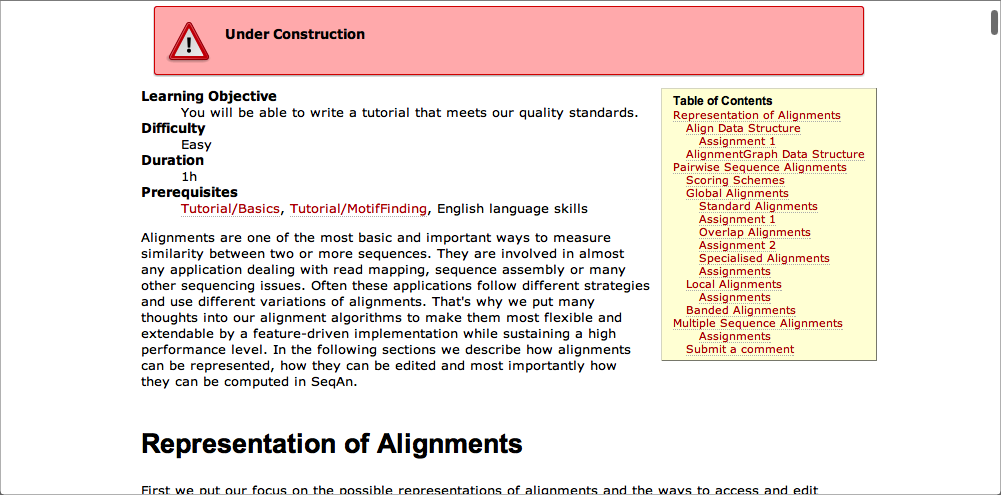 Under Construction
Learning Objective
You will be able to write a tutorial that meets our quality standards.
Difficulty
Easy
Duration
1h
Prerequisites
Tutorial/Basics, Tutorial/MotifFinding, English language skills
Table of Contents
Representation of Alignments
Align Data Structure
Assignment 1
AlignmentGraph Data Structure
Pairwise Sequence Alignments
Scoring Schemes
Global Alignments
Standard Alignments
Assignment 1
Overlap Alignments
Assignment 2
Specialised Alignments
Assignments
Local Alignments
Assignments
Banded Alignments
Multiple Sequence Alignments
Assignments
Submit a comment
Alignments are one of the most basic and important ways to measure
similarity between two or more sequences. They are involved in almost
any application dealing with read mapping, sequence assembly or many
other sequencing issues. Often these applications follow different strategies
and use different variations of alignments. That's why we put many
thoughts into our alignment algorithms to make them most flexible and
extendable by a feature-driven implementation while sustaining a high
performance level. In the following sections we describe how alignments
can be represented, how they can be edited and most importantly how
they can be computed in SeqAn.
Representation of Alignments
First we put our focus on the possible representations of alignments and the ways to access and edit